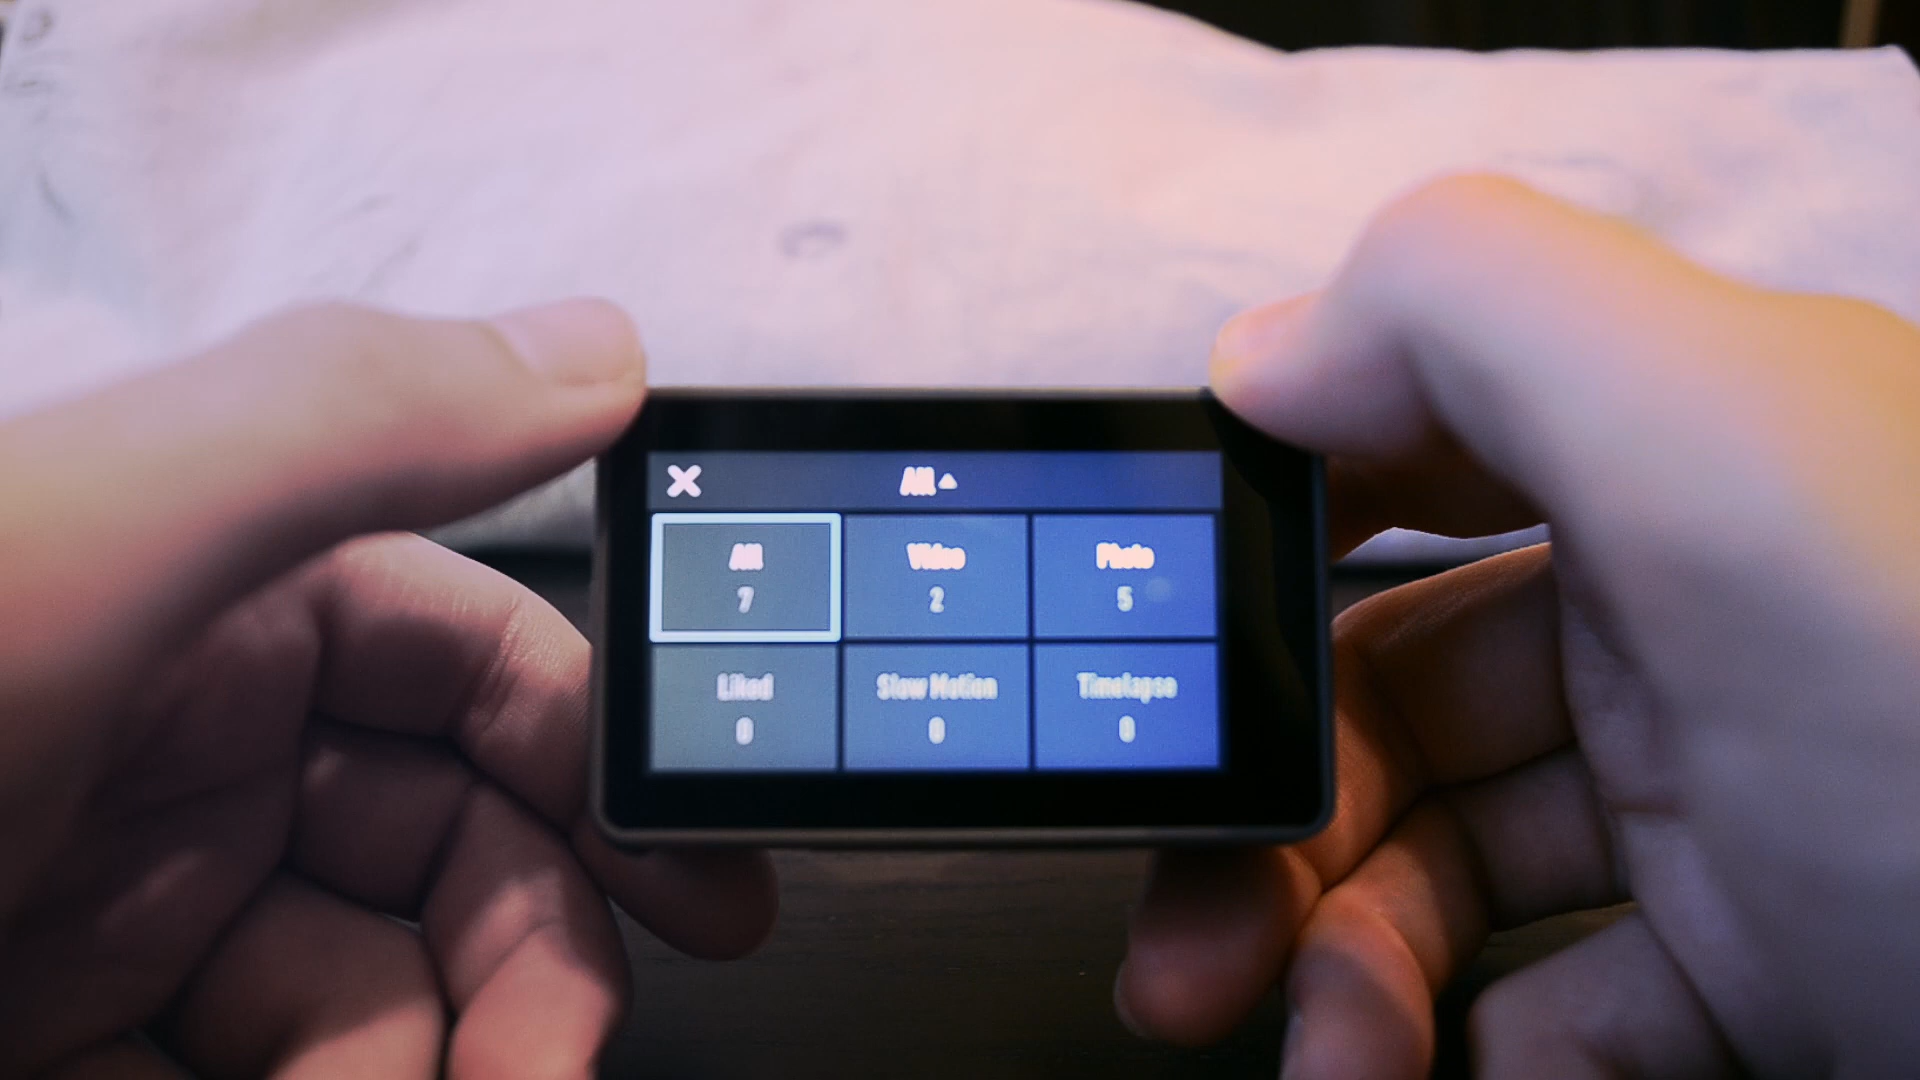 All
All
7
Video
2
Photo
5
Liked
0
Slow Motion
0
Timelapse
0